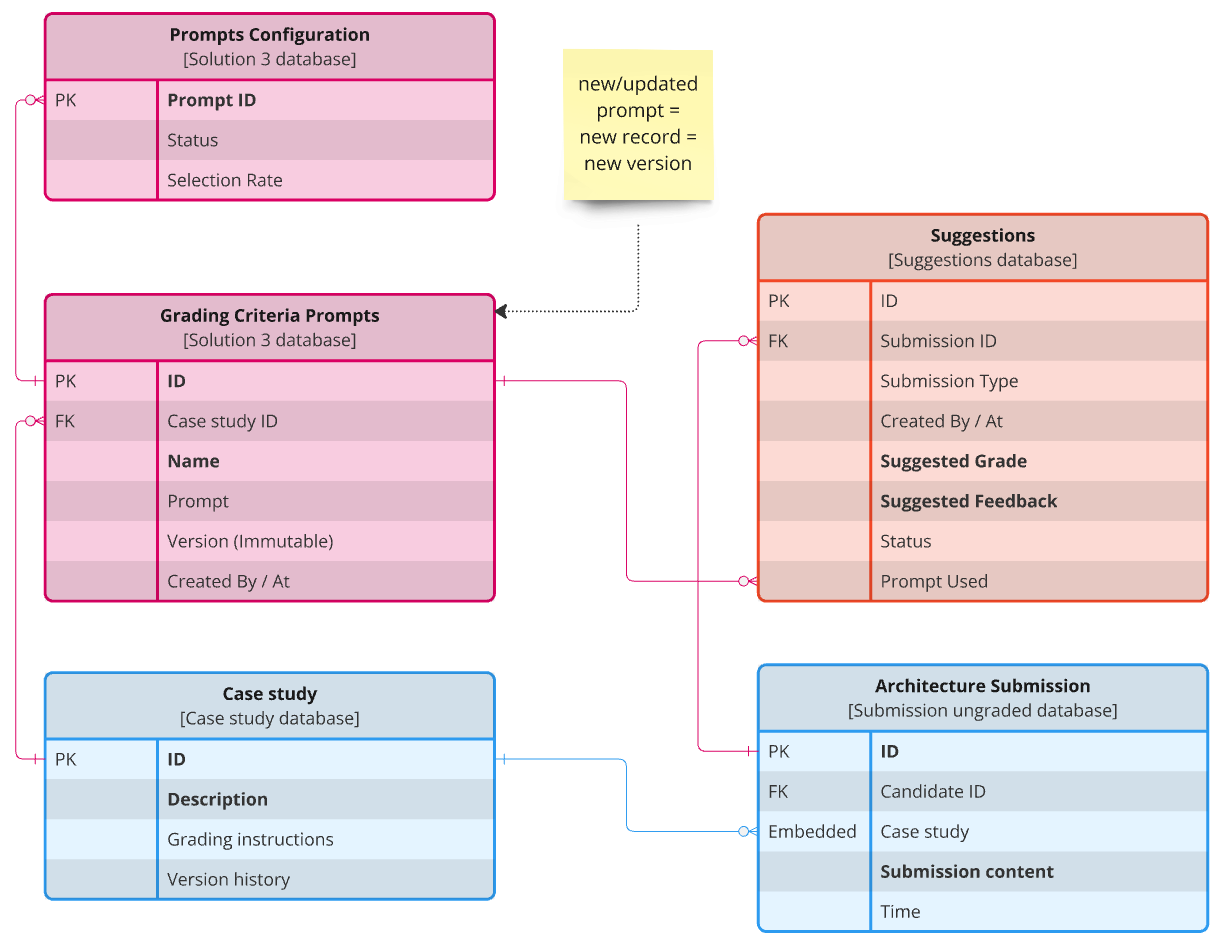 Prompts Configuration
[Solution 3 database]
PK Prompt ID
Status
Selection Rate
new/updated
prompt =
new record =
new version
Grading Criteria Prompts
[Solution 3 database]
PK ID
FK Case study ID
Name
Prompt
Version (Immutable)
Created By / At
Suggestions
[Suggestions database]
PK ID
FK Submission ID
Submission Type
Created By / At
Suggested Grade
Suggested Feedback
Status
Prompt Used
Case study
[Case study database]
PK ID
Description
Grading instructions
Version history
Architecture Submission
[Submission ungraded database]
PK ID
FK Candidate ID
Embedded Case study
Submission content
Time